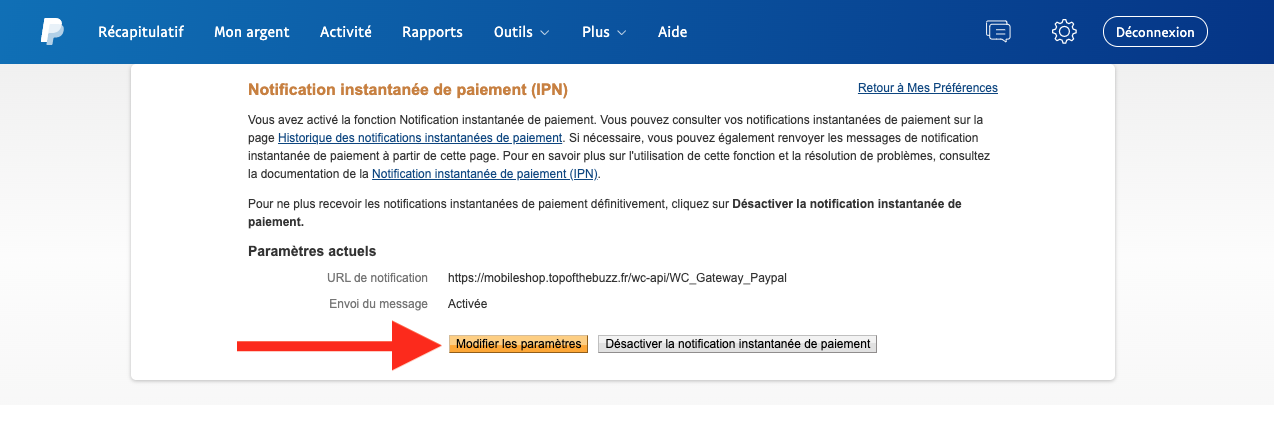 Récapitulatif Mon argent Activité Rapports Outils Plus Aide Déconnexion
Notification instantanée de paiement (IPN) Retour à Mes Préférences
Vous avez activé la fonction Notification instantanée de paiement. Vous pouvez consulter vos notifications instantanées de paiement sur la
page Historique des notifications instantanées de paiement. Si nécessaire, vous pouvez également renvoyer les messages de notification
instantanée de paiement à partir de cette page. Pour en savoir plus sur l'utilisation de cette fonction et la résolution de problèmes, consultez
la documentation de la Notification instantanée de paiement (IPN).
Pour ne plus recevoir les notifications instantanées de paiement définitivement, cliquez sur Désactiver la notification instantanée de
paiement.
Paramètres actuels
URL de notification https://mobileshop.topofthebuzz.fr/wc-api/WC_Gateway_Paypal
Envoi du message Activée
Modifier les paramètres Désactiver la notification instantanée de paiement